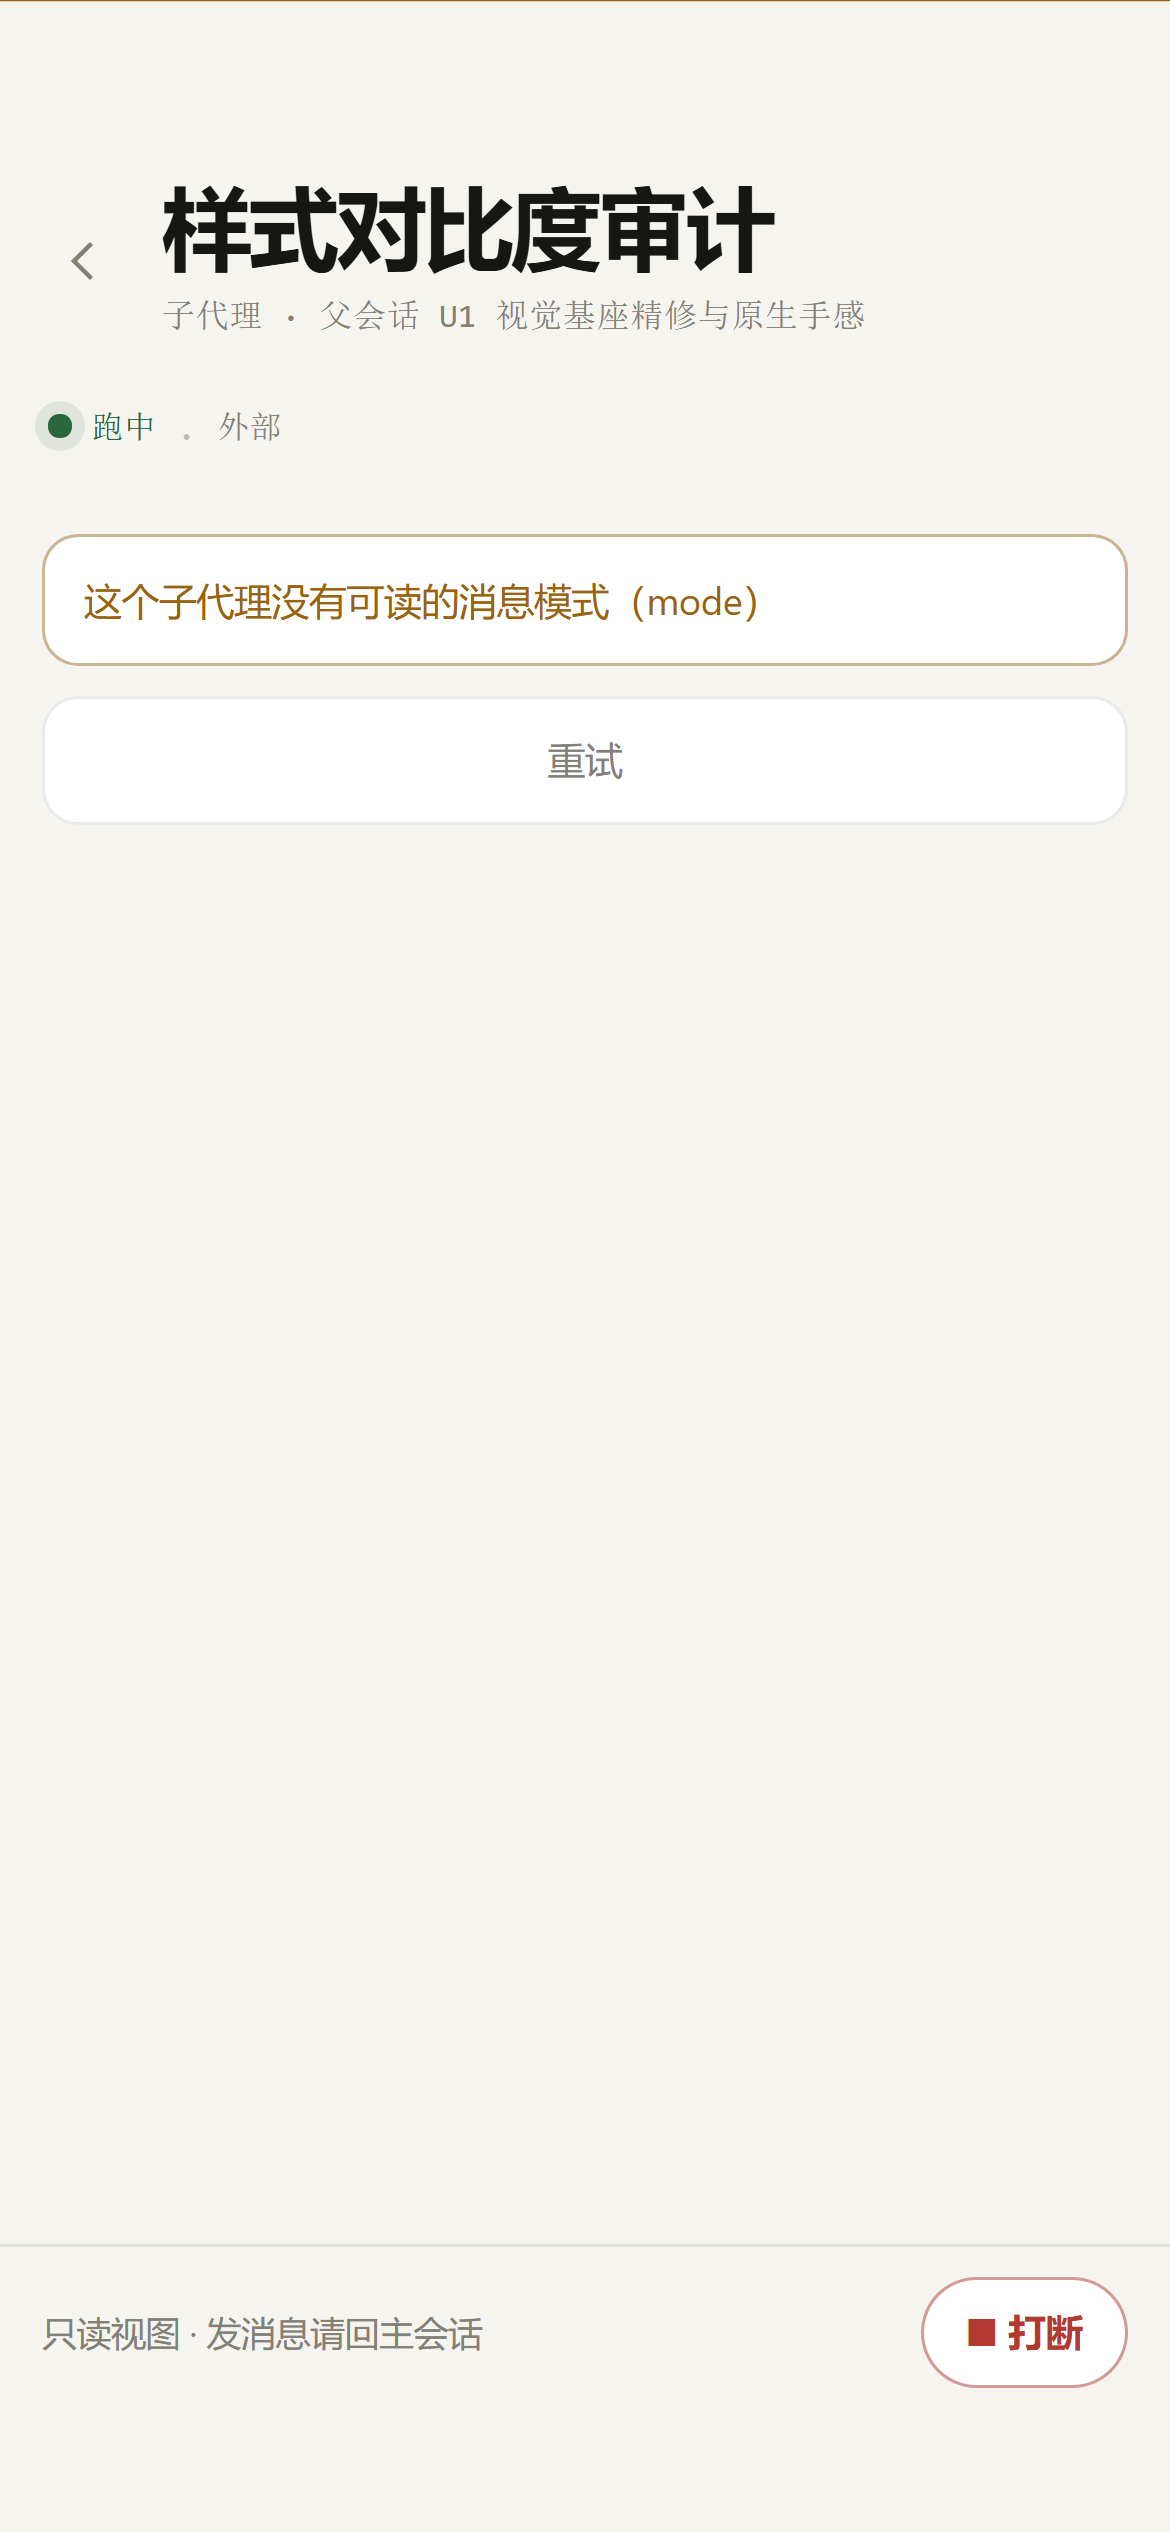 样式对比度审计
子代理 · 父会话 U1 视觉基座精修与原生手感
跑中 · 外部
这个子代理没有可读的消息模式（mode）
重试
只读视图 · 发消息请回主会话
■ 打断